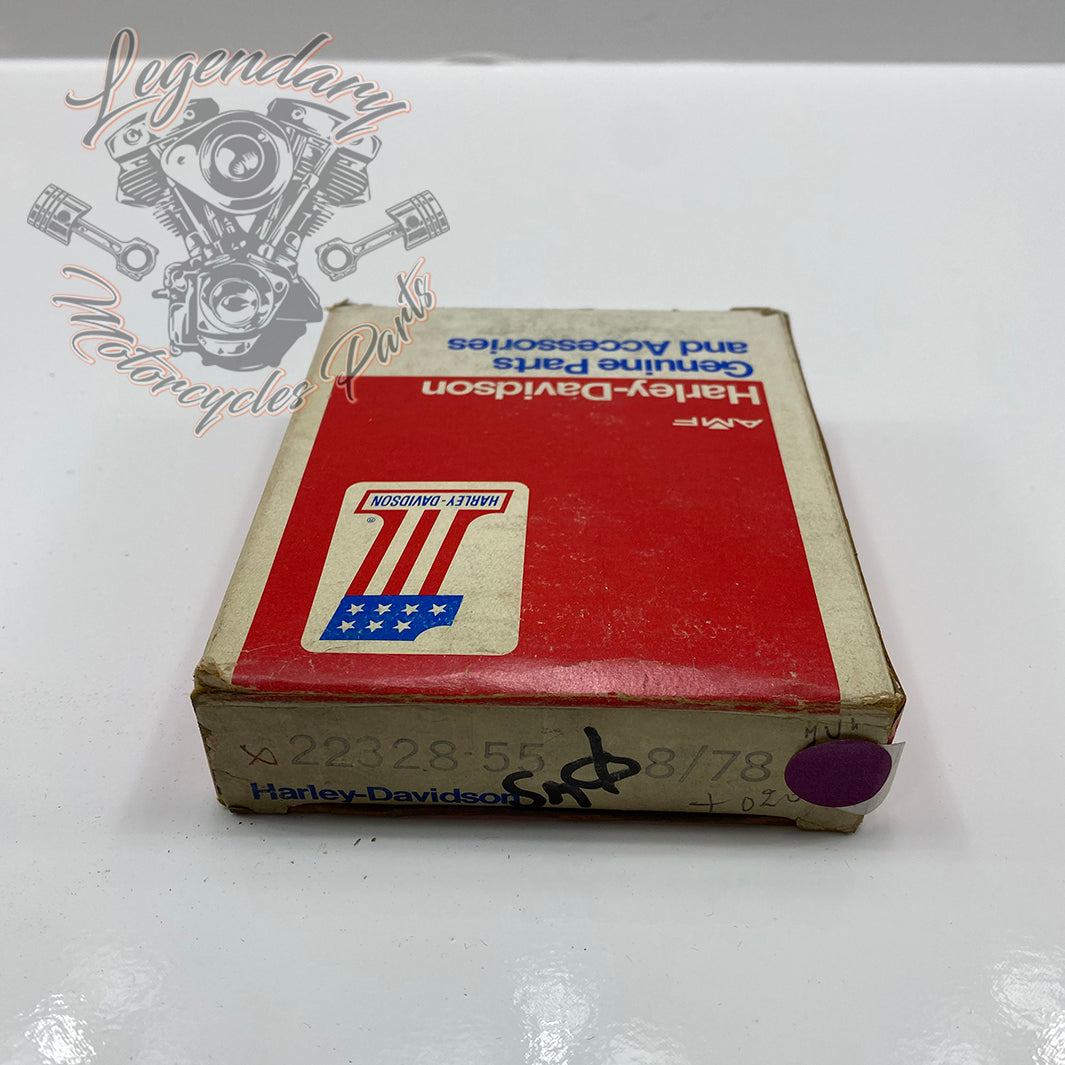 Legendary
Motorcycles Parts
Genuine Parts
and Accessories
Harley-Davidson
AMF
HARLEY-DAVIDSON
®
22328-55
8/78
Harley-Davidson
+ 020